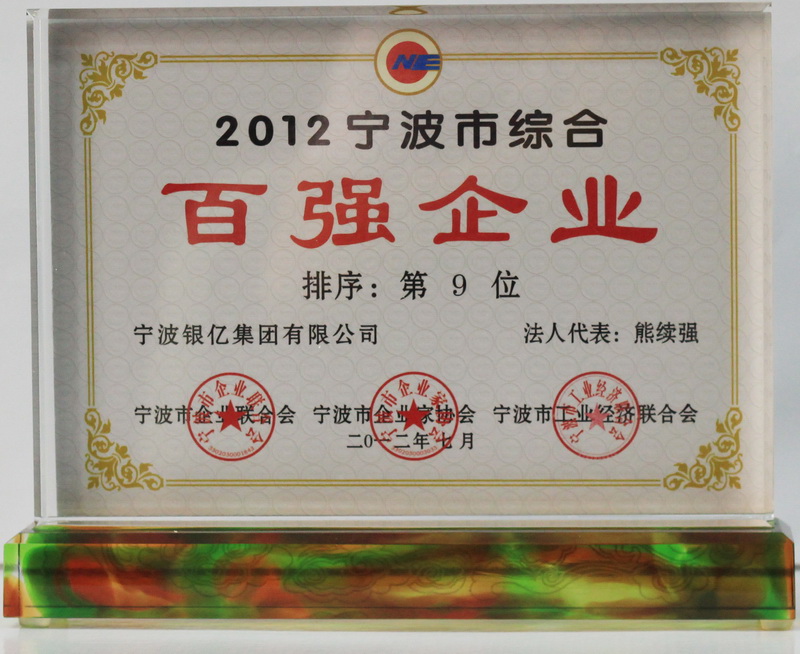 NE
2012宁波市综合
百强企业
排序：第 9 位
宁波银亿集团有限公司 法人代表：熊续强
宁波市企业联合会 宁波市企业家协会 宁波市工业经济联合会
二〇一二年七月